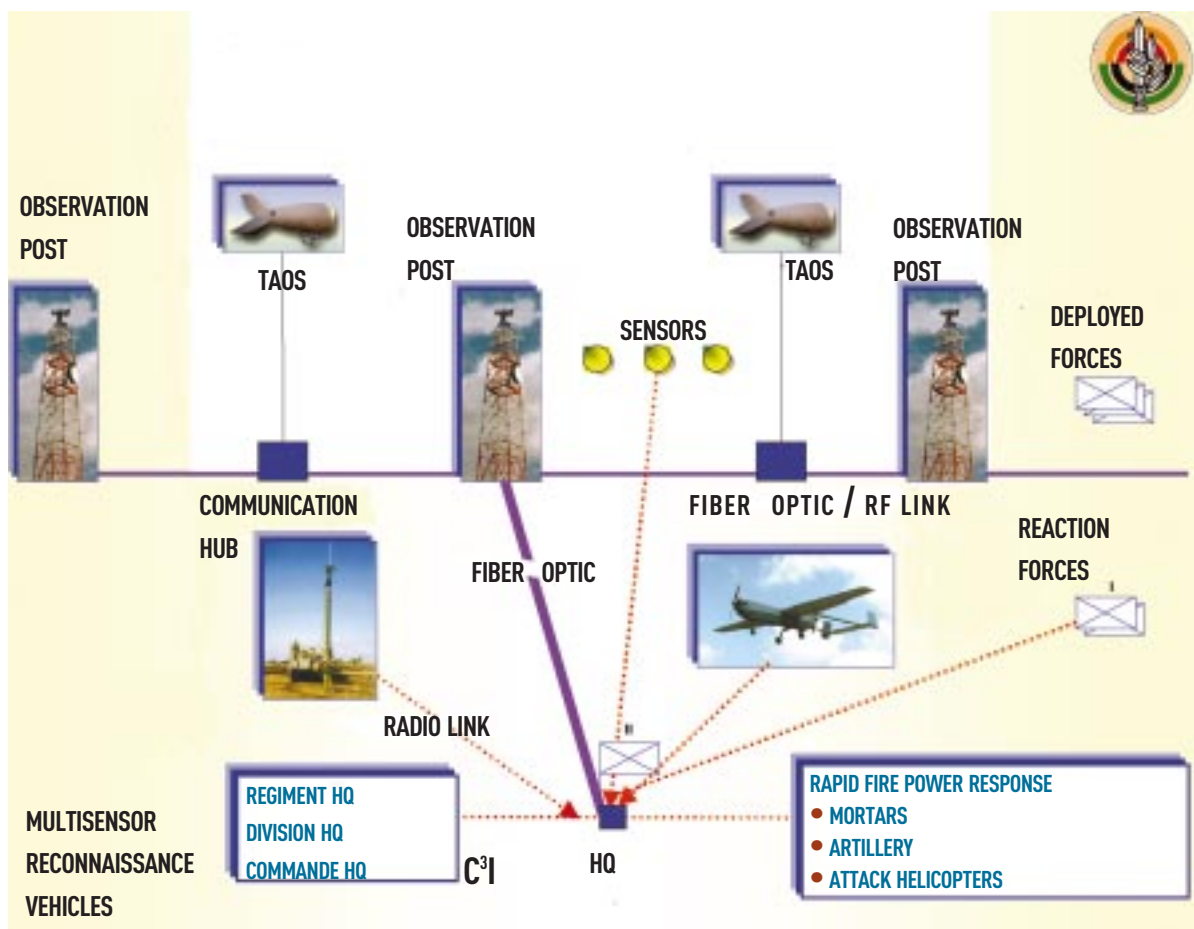 OBSERVATION
POST
TAOS
OBSERVATION
POST
TAOS
OBSERVATION
POST
SENSORS
DEPLOYED
FORCES
COMMUNICATION
HUB
FIBER OPTIC / RF LINK
FIBER OPTIC
REACTION
FORCES
I
RADIO LINK
II
REGIMENT HQ
DIVISION HQ
COMMANDE HQ
C³I
HQ
RAPID FIRE POWER RESPONSE
• MORTARS
• ARTILLERY
• ATTACK HELICOPTERS
MULTISENSOR
RECONNAISSANCE
VEHICLES